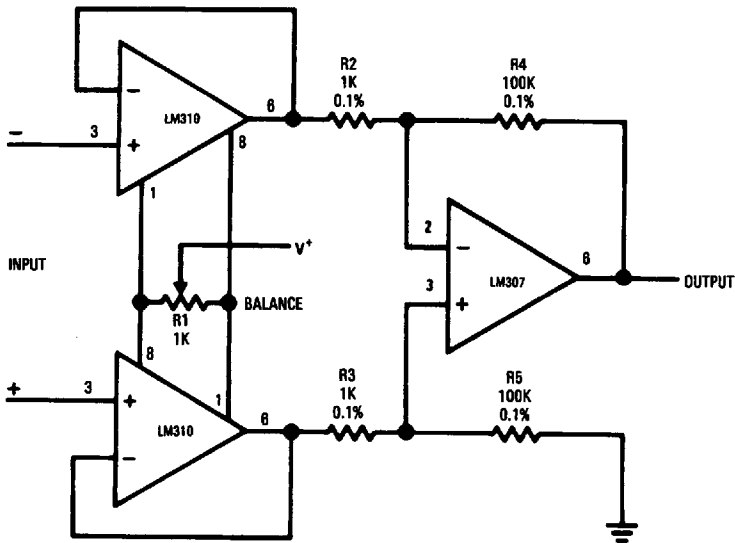 R2
1K
0.1%
R4
100K
0.1%
−
LM310
6
−
3
+
8
1
2
−
INPUT
V+
6
LM307
OUTPUT
3
+
BALANCE
R1
1K
8
+
3
+
1
6
LM310
−
R3
1K
0.1%
R5
100K
0.1%